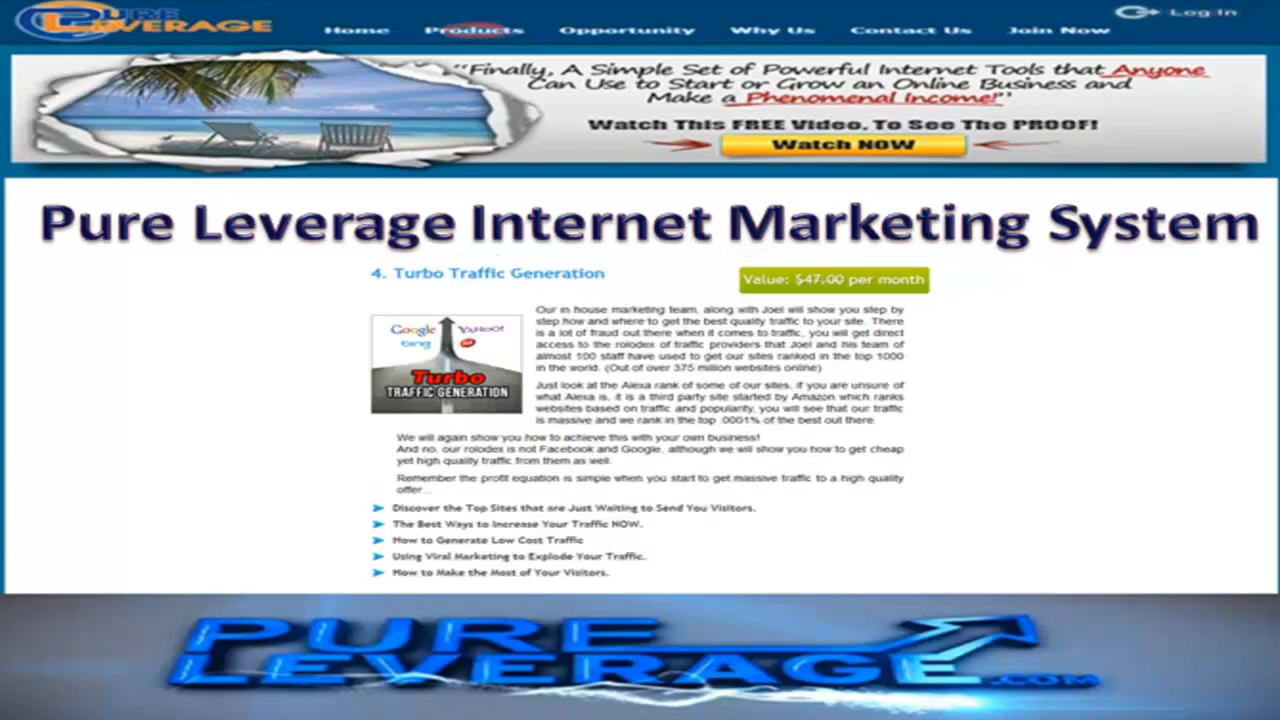 PURE
LEVERAGE
Log-In
Home Products Opportunity Why Us Contact Us Join Now
"Finally, A Simple Set of Powerful Internet Tools that Anyone
Can Use to Start or Grow an Online Business and
Make a Phenomenal Income!"
Watch This FREE Video, To See The PROOF!
Watch NOW
Pure Leverage Internet Marketing System
4. Turbo Traffic Generation
Value: $47.00 per month
Google YAHOO!
bing
Turbo
TRAFFIC GENERATION
Our in house marketing team, along with Joel will show you step by
step how and where to get the best quality traffic to your site. There
is a lot of fraud out there when it comes to traffic, you will get direct
access to the rolodex of traffic providers that Joel and his team of
almost 100 staff have used to get our sites ranked in the top 1000
in the world. (Out of over 375 million websites online)
Just look at the Alexa rank of some of our sites, if you are unsure of
what Alexa is, it is a third party site started by Amazon which ranks
websites based on traffic and popularity, you will see that our traffic
is massive and we rank in the top .0001% of the best out there.
We will again show you how to achieve this with your own business!
And no, our rolodex is not Facebook and Google, although we will show you how to get cheap
yet high quality traffic from them as well.
Remember the profit equation is simple when you start to get massive traffic to a high quality
offer...
Discover the Top Sites that are Just Waiting to Send You Visitors.
The Best Ways to Increase Your Traffic NOW.
How to Generate Low Cost Traffic
Using Viral Marketing to Explode Your Traffic.
How to Make the Most of Your Visitors.
PURE
LEVERAGE.COM